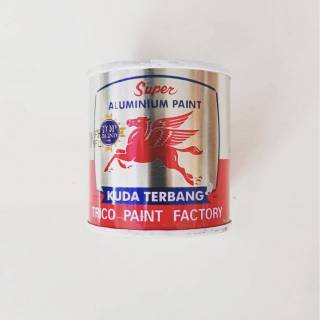 Super
ALUMINIUM PAINT
KUDA TERBANG
TRICO PAINT FACTORY